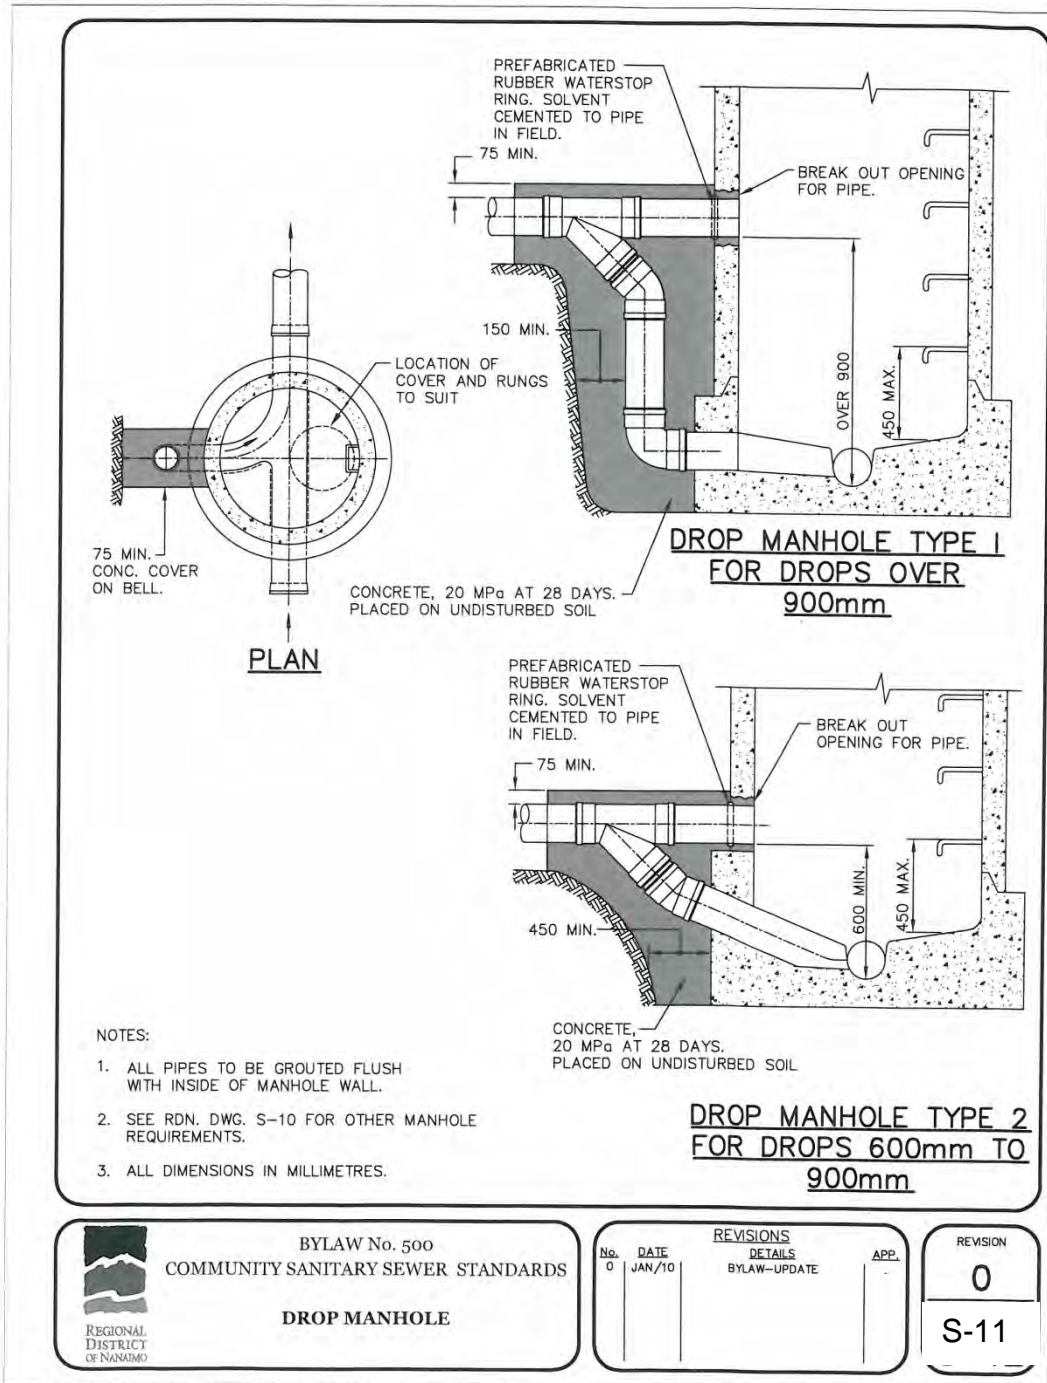 PREFABRICATED
RUBBER WATERSTOP
RING. SOLVENT
CEMENTED TO PIPE
IN FIELD.
75 MIN.
BREAK OUT OPENING
FOR PIPE.
150 MIN.
OVER 900
450 MAX.
LOCATION OF
COVER AND RUNGS
TO SUIT
75 MIN.
CONC. COVER
ON BELL.
CONCRETE, 20 MPa AT 28 DAYS.
PLACED ON UNDISTURBED SOIL
PLAN
DROP MANHOLE TYPE 1
FOR DROPS OVER
900mm
PREFABRICATED
RUBBER WATERSTOP
RING. SOLVENT
CEMENTED TO PIPE
IN FIELD.
75 MIN.
BREAK OUT
OPENING FOR PIPE.
450 MIN.
600 MIN.
450 MAX.
CONCRETE,
20 MPa AT 28 DAYS.
PLACED ON UNDISTURBED SOIL
DROP MANHOLE TYPE 2
FOR DROPS 600mm TO
900mm
NOTES:
1. ALL PIPES TO BE GROUTED FLUSH
WITH INSIDE OF MANHOLE WALL.
2. SEE RDN. DWG. S-10 FOR OTHER MANHOLE
REQUIREMENTS.
3. ALL DIMENSIONS IN MILLIMETRES.
REGIONAL
DISTRICT
OF NANAIMO
BYLAW No. 500
COMMUNITY SANITARY SEWER STANDARDS
DROP MANHOLE
REVISIONS
No. DATE DETAILS APP.
0 JAN/10 BYLAW-UPDATE
REVISION
0
S-11